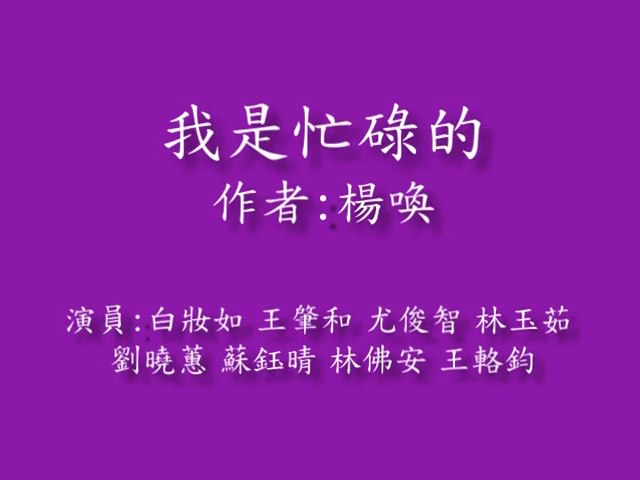 我是忙碌的
作者:楊喚
演員:白妝如 王肇和 尤俊智 林玉茹
劉曉蕙 蘇鈺晴 林佛安 王輅鈞